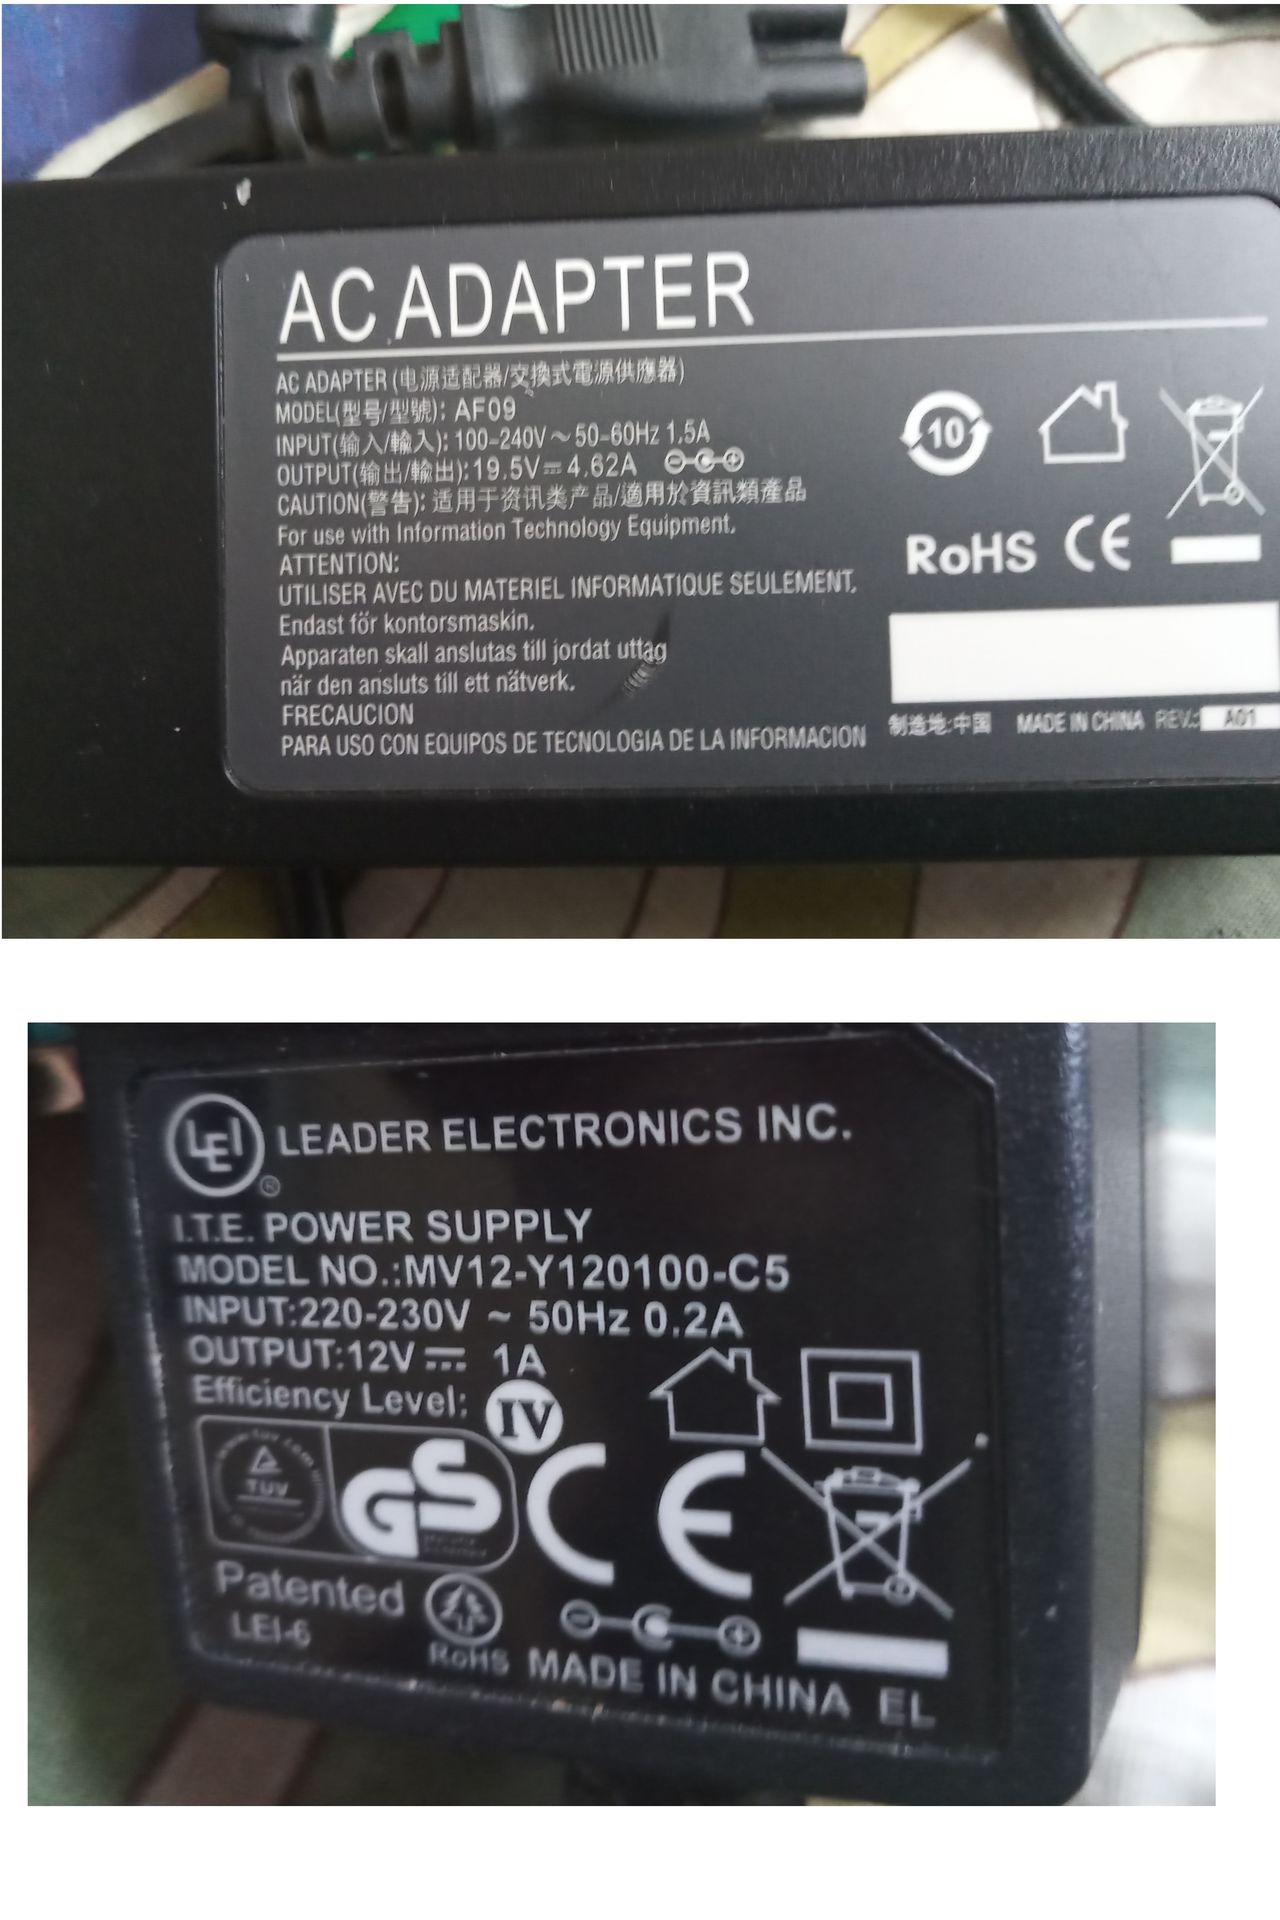 AC ADAPTER
AC ADAPTER (电源适配器/交換式電源供應器)
MODEL(型号/型號): AF09
INPUT(输入/輸入): 100-240V~50-60Hz 1.5A
OUTPUT(输出/輸出):19.5V⎓4.62A
CAUTION(警告): 适用于资讯类产品/適用於資訊類產品
For use with Information Technology Equipment.
ATTENTION:
UTILISER AVEC DU MATERIEL INFORMATIQUE SEULEMENT.
Endast för kontorsmaskin.
Apparaten skall anslutas till jordat uttag
när den ansluts till ett nätverk.
FRECAUCION
PARA USO CON EQUIPOS DE TECNOLOGIA DE LA INFORMACION
10
RoHS CE
制造地:中国 MADE IN CHINA REV.: A01
LEI ® LEADER ELECTRONICS INC.
I.T.E. POWER SUPPLY
MODEL NO.:MV12-Y120100-C5
INPUT:220-230V ~ 50Hz 0.2A
OUTPUT:12V ⎓ 1A
Efficiency Level: IV
TUV GS CE
Patented
LEI-6
RoHS MADE IN CHINA EL